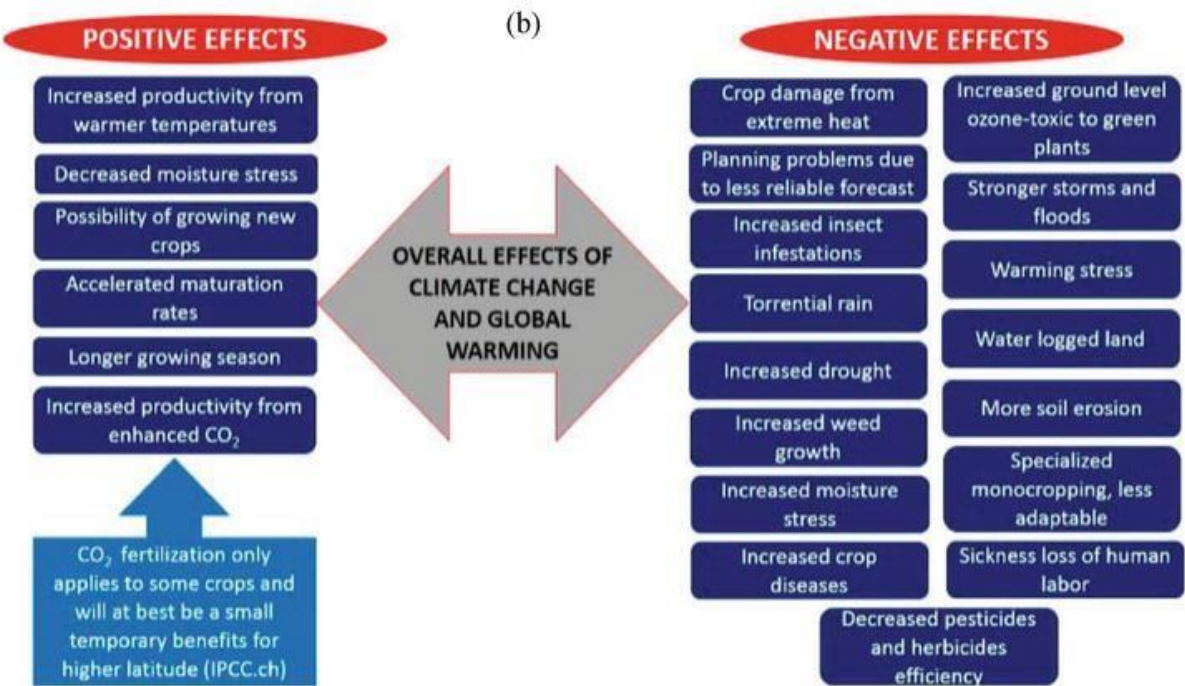 (b)
POSITIVE EFFECTS
Increased productivity from
warmer temperatures
Decreased moisture stress
Possibility of growing new
crops
Accelerated maturation
rates
Longer growing season
Increased productivity from
enhanced CO₂
CO₂ fertilization only
applies to some crops and
will at best be a small
temporary benefits for
higher latitude (IPCC.ch)
OVERALL EFFECTS OF
CLIMATE CHANGE
AND GLOBAL
WARMING
NEGATIVE EFFECTS
Crop damage from
extreme heat
Planning problems due
to less reliable forecast
Increased insect
infestations
Torrential rain
Increased drought
Increased weed
growth
Increased moisture
stress
Increased crop
diseases
Increased ground level
ozone-toxic to green
plants
Stronger storms and
floods
Warming stress
Water logged land
More soil erosion
Specialized
monocropping, less
adaptable
Sickness loss of human
labor
Decreased pesticides
and herbicides
efficiency